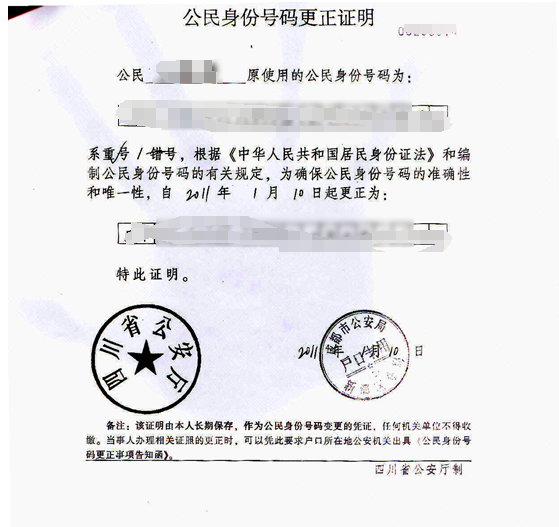 公民身份号码更正证明
公民 原使用的公民身份号码为：
系重号/错号，根据《中华人民共和国居民身份证法》和编
制公民身份号码的有关规定，为确保公民身份号码的准确性
和唯一性，自 2011 年 1 月 10 日起更正为：
特此证明。
四川省公安厅
成都市公安局
户口专用
2011 年 月 10 日
备注：该证明由本人长期保存，作为公民身份号码变更的凭证，任何机关单位不得收
缴。当事人办理相关证照的更正时，可以凭此要求户口所在地公安机关出具《公民身份号
码更正事项告知函》。
四川省公安厅制